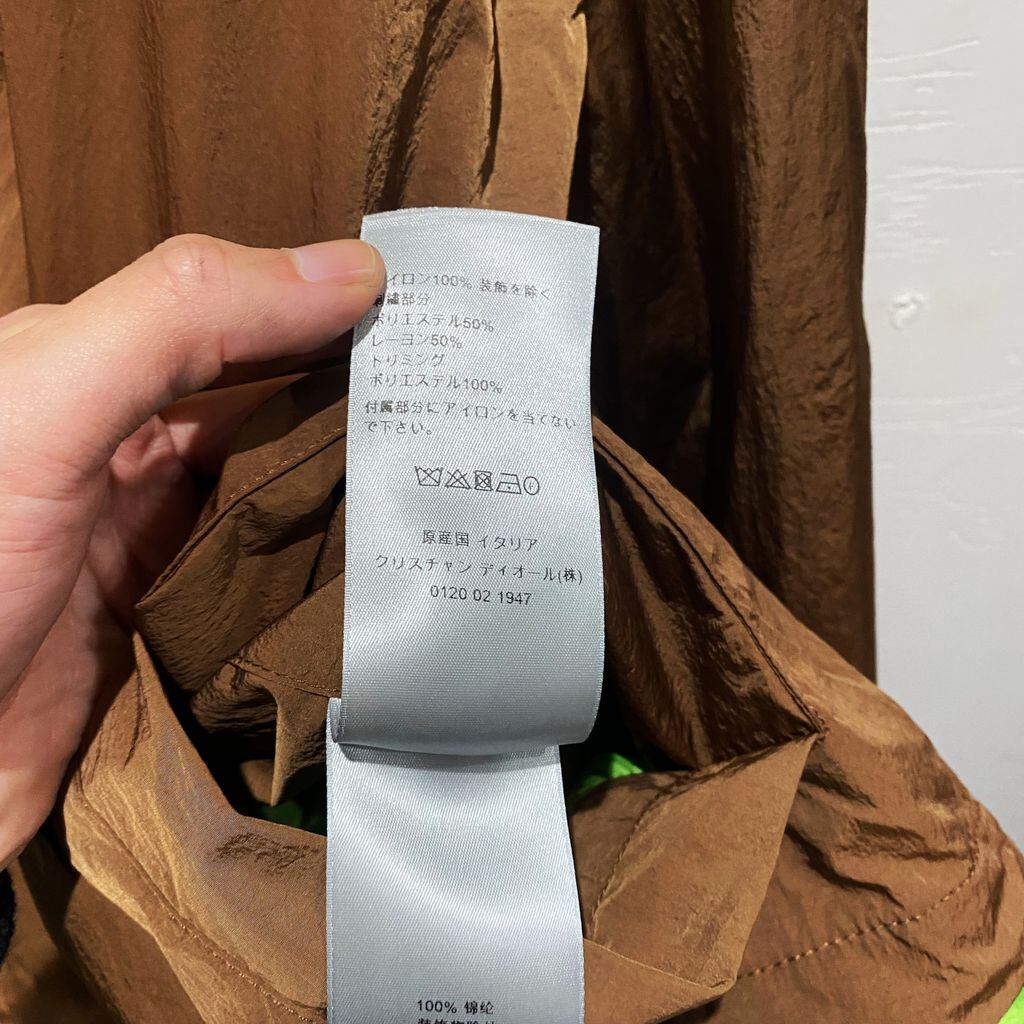 イロン100% 装飾を除く
繍部分
ポリエステル50%
レーヨン50%
トリミング
ポリエステル100%
付属部分にアイロンを当てない
で下さい。
原産国 イタリア
クリスチャン ディオール(株)
0120 02 1947
100% 锦纶